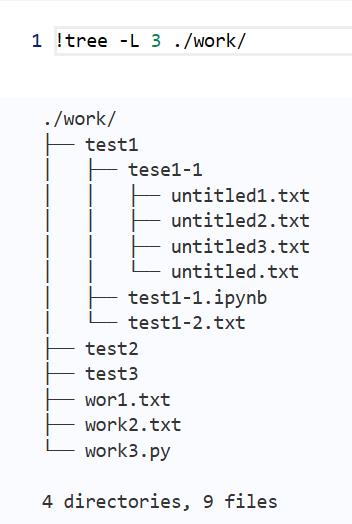 1 !tree -L 3 ./work/
./work/
├── test1
│   ├── tese1-1
│   │   ├── untitled1.txt
│   │   ├── untitled2.txt
│   │   ├── untitled3.txt
│   │   └── untitled.txt
│   ├── test1-1.ipynb
│   └── test1-2.txt
├── test2
├── test3
├── wor1.txt
├── work2.txt
└── work3.py
4 directories, 9 files